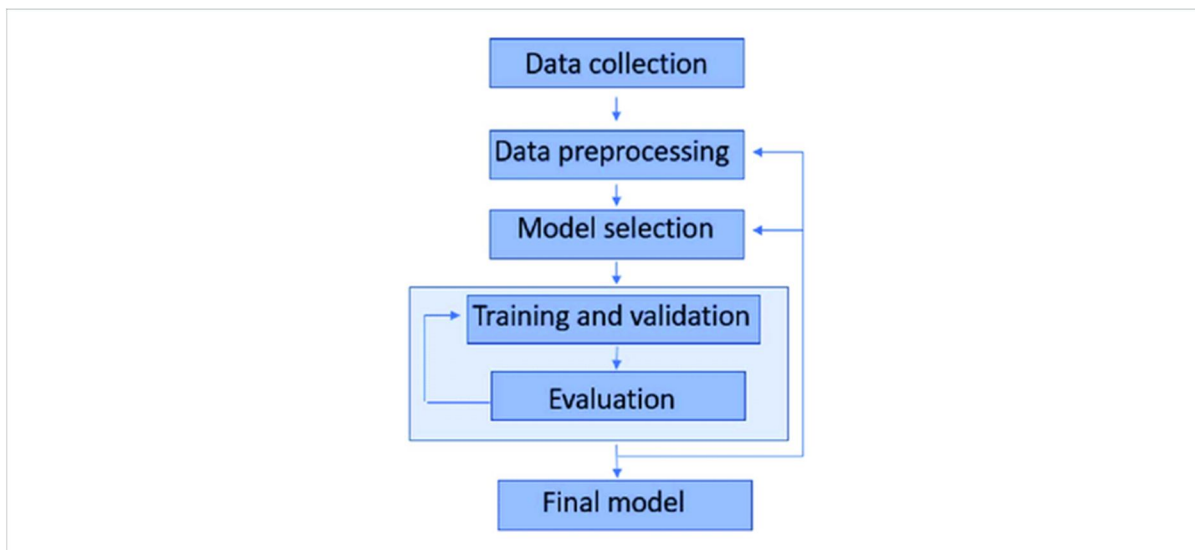 Data collection
Data preprocessing
Model selection
Training and validation
Evaluation
Final model